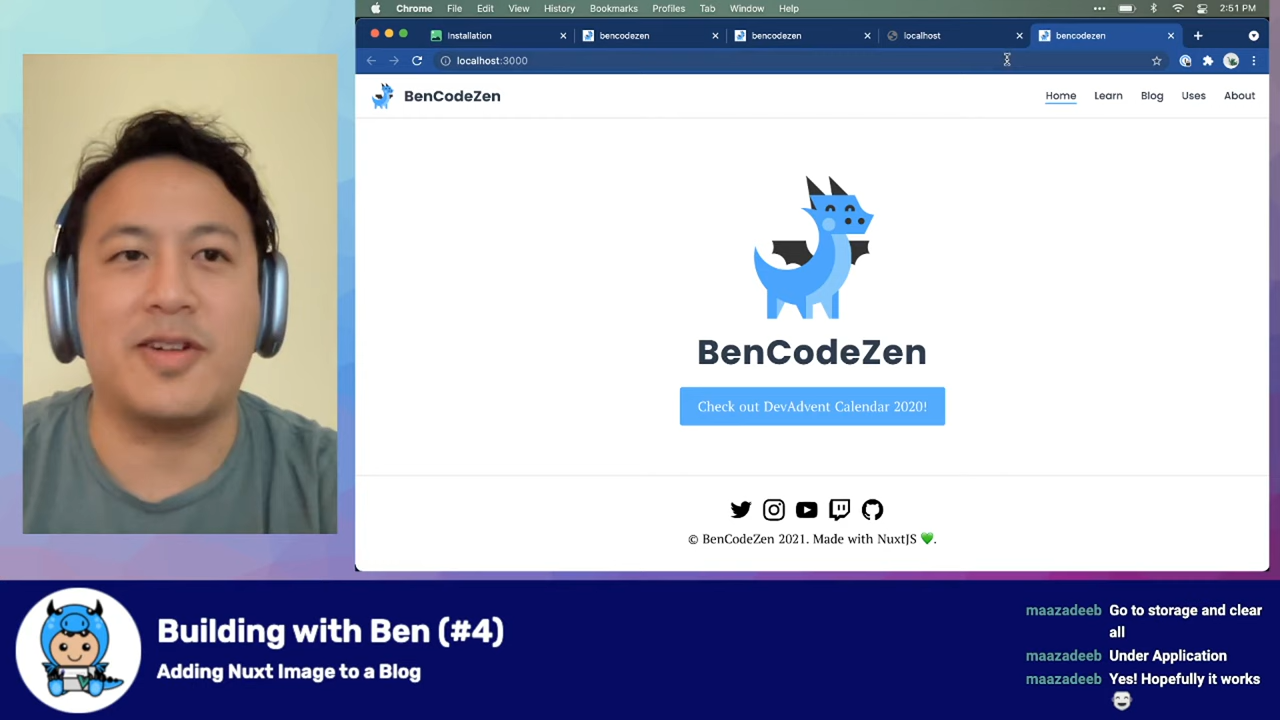 Chrome File Edit View History Bookmarks Profiles Tab Window Help 2:51 PM
Installation bencodezen bencodezen localhost bencodezen
localhost:3000
BenCodeZen Home Learn Blog Uses About
BenCodeZen
Check out DevAdvent Calendar 2020!
© BenCodeZen 2021. Made with NuxtJS 💚.
Building with Ben (#4)
Adding Nuxt Image to a Blog
maazadeeb Go to storage and clear
all
maazadeeb Under Application
maazadeeb Yes! Hopefully it works